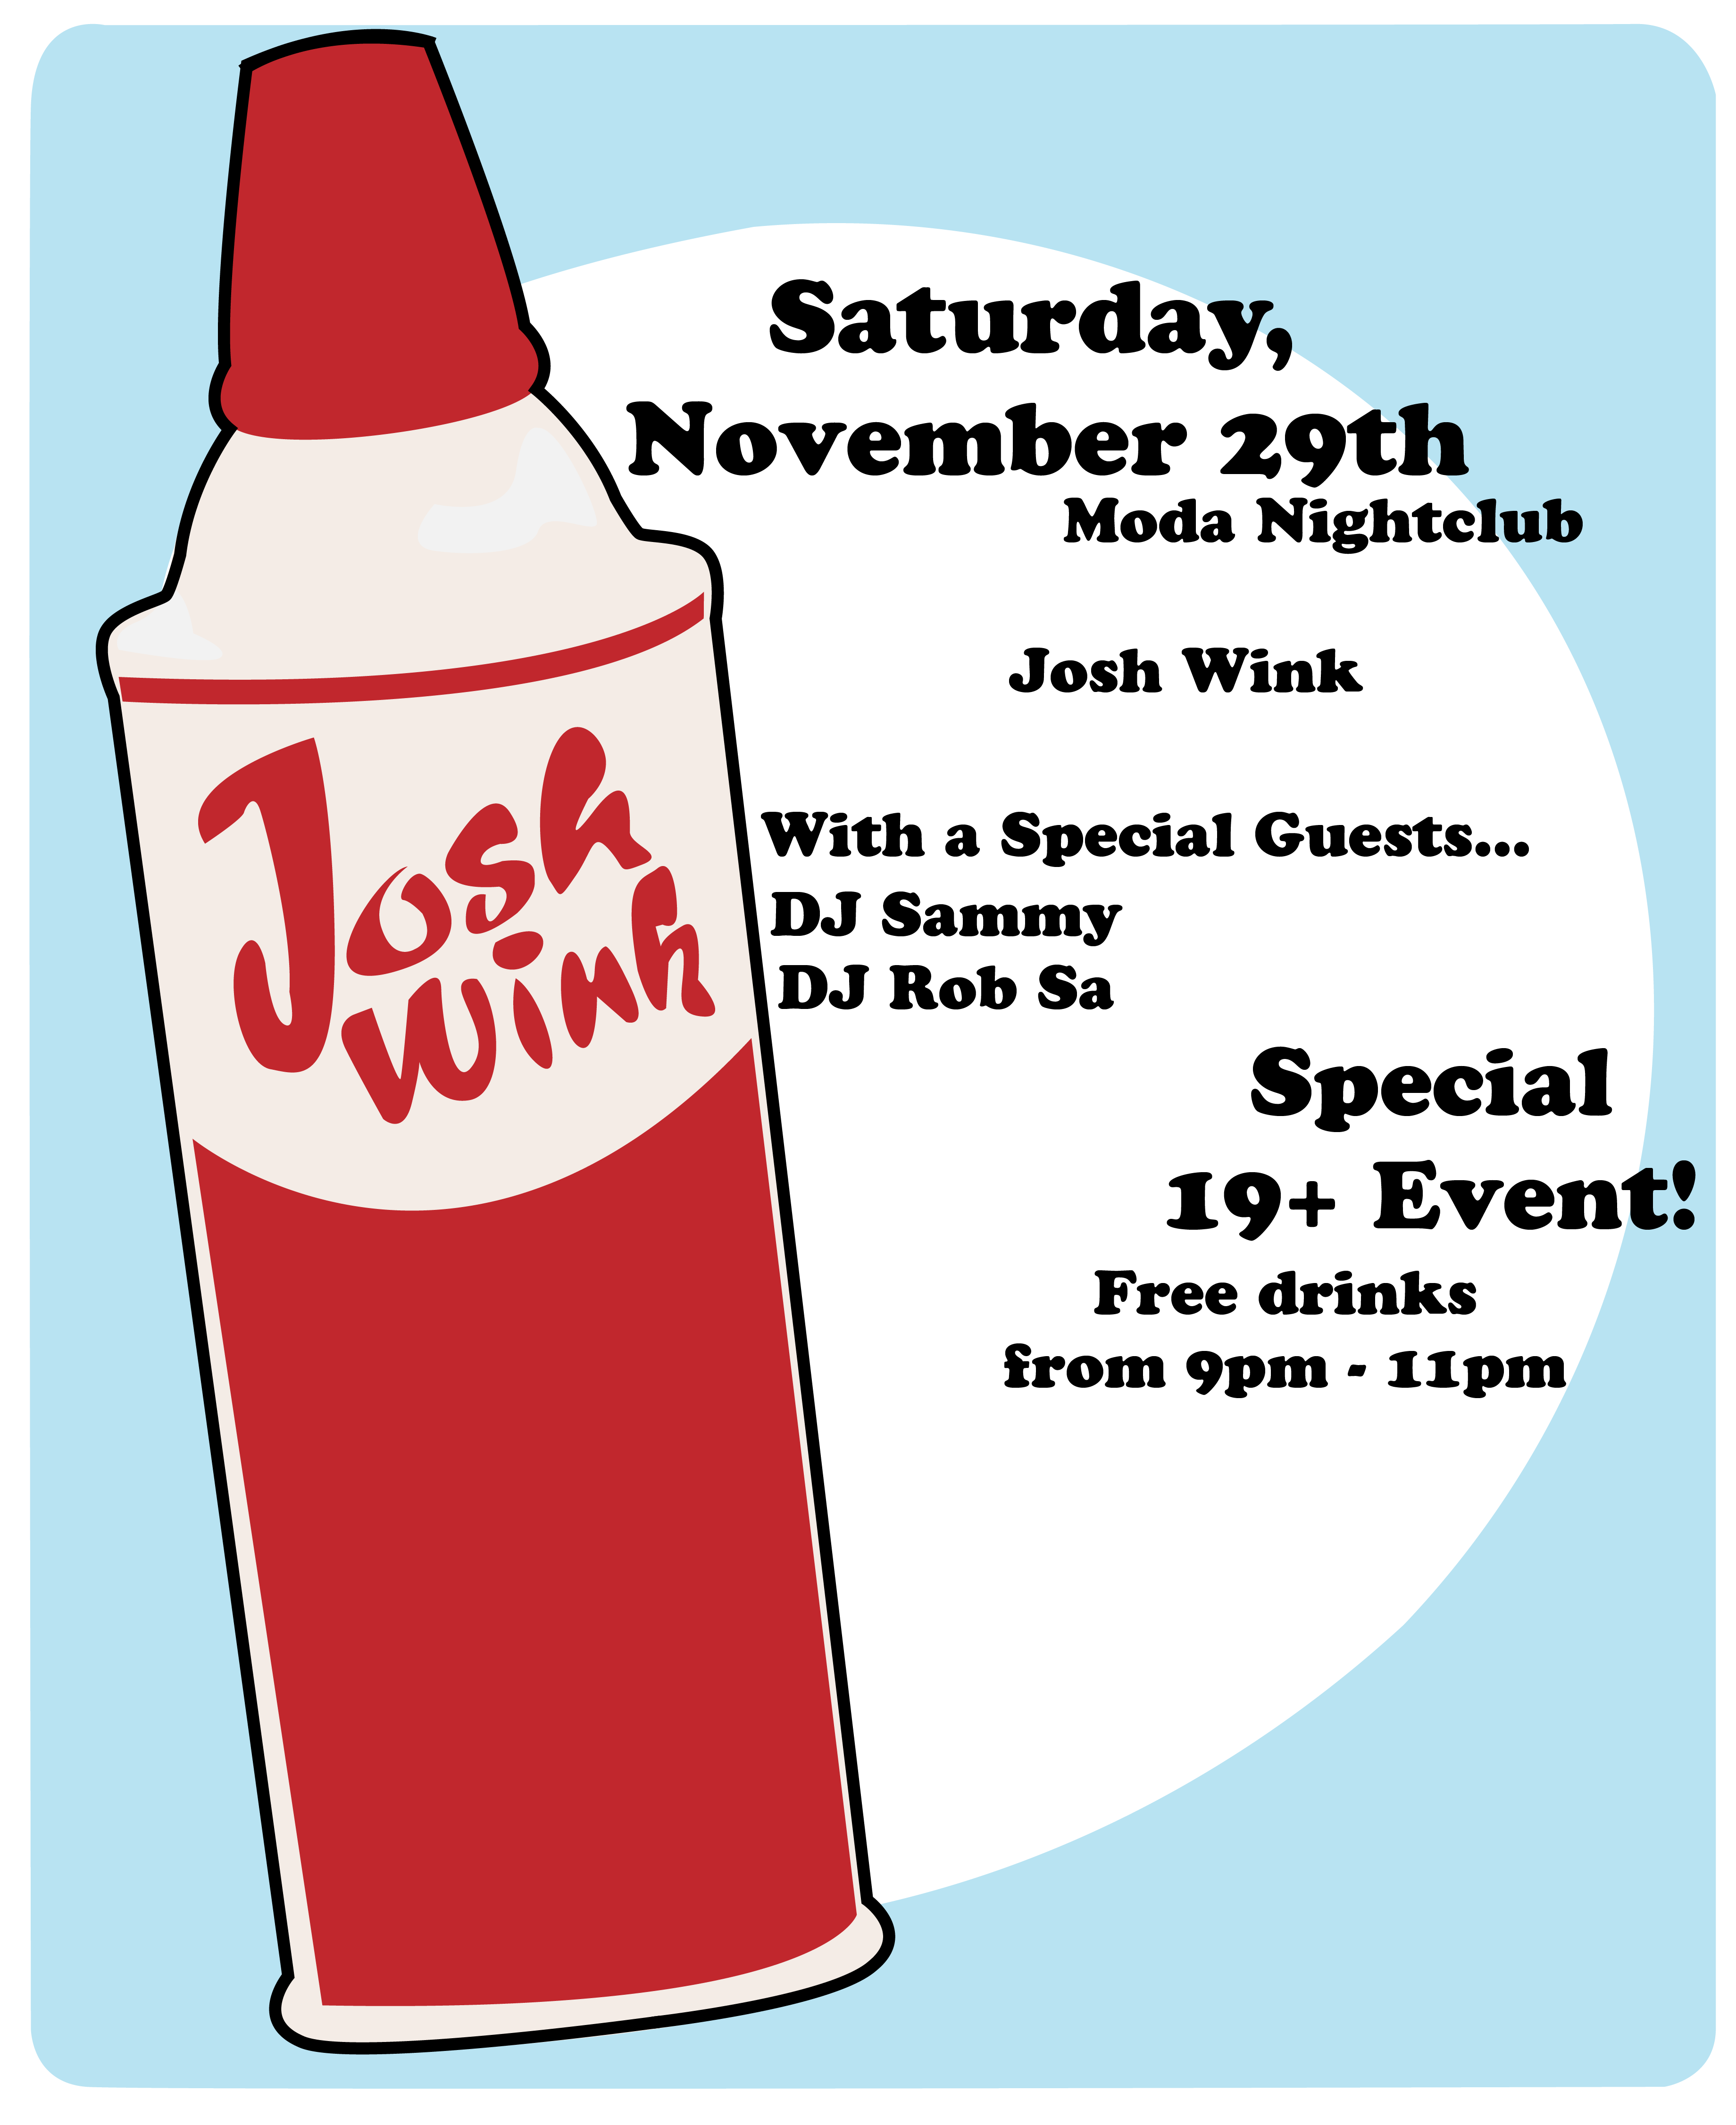 Saturday,
November 29th
Moda Nightclub
Josh Wink
Josh
Wink
With a Special Guests...
DJ Sammy
DJ Rob Sa
Special
19+ Event!
Free drinks
from 9pm - 11pm